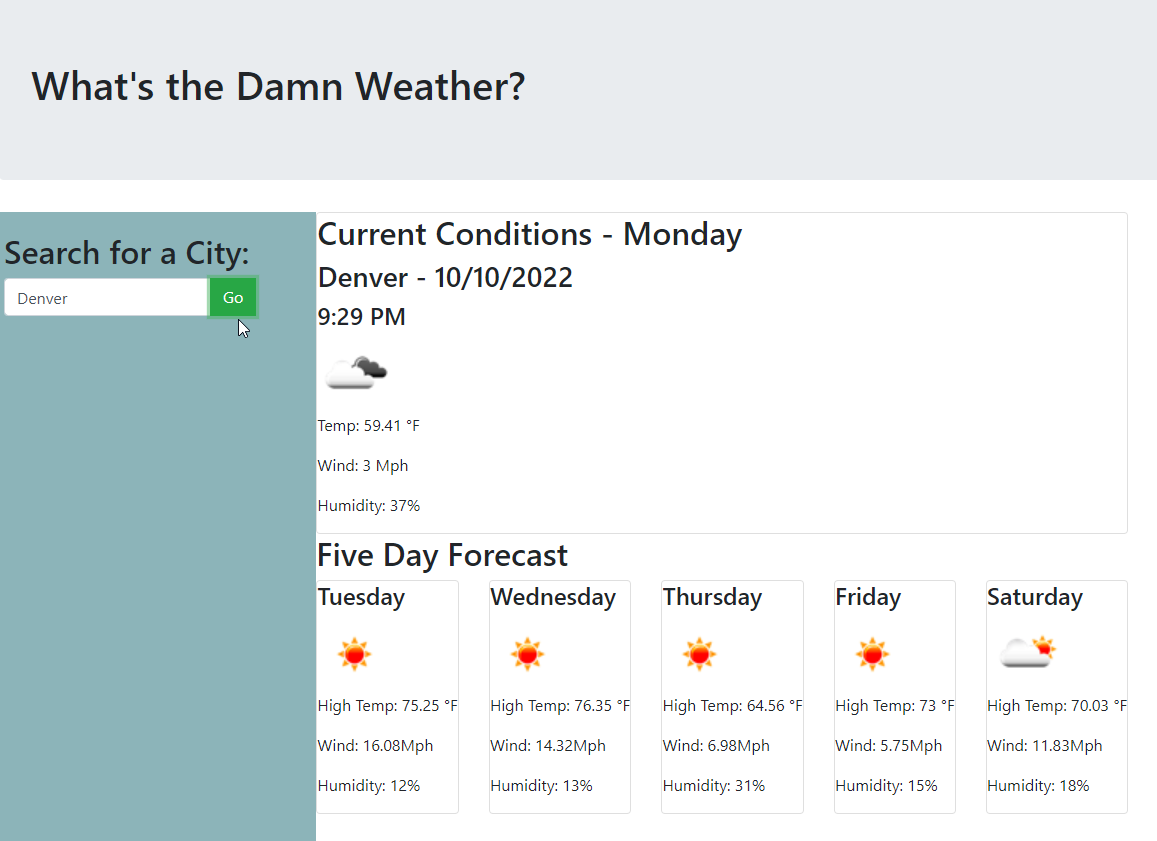 What's the Damn Weather?
Search for a City:
Denver
Go
Current Conditions - Monday
Denver - 10/10/2022
9:29 PM
Temp: 59.41 °F
Wind: 3 Mph
Humidity: 37%
Five Day Forecast
Tuesday
High Temp: 75.25 °F
Wind: 16.08Mph
Humidity: 12%
Wednesday
High Temp: 76.35 °F
Wind: 14.32Mph
Humidity: 13%
Thursday
High Temp: 64.56 °F
Wind: 6.98Mph
Humidity: 31%
Friday
High Temp: 73 °F
Wind: 5.75Mph
Humidity: 15%
Saturday
High Temp: 70.03 °F
Wind: 11.83Mph
Humidity: 18%